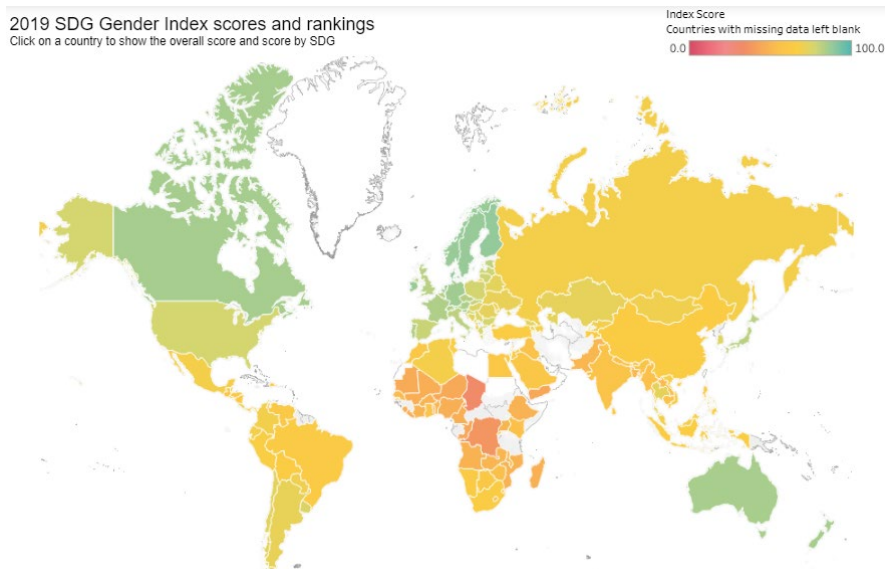 2019 SDG Gender Index scores and rankings
Click on a country to show the overall score and score by SDG
Index Score
Countries with missing data left blank
0.0 100.0